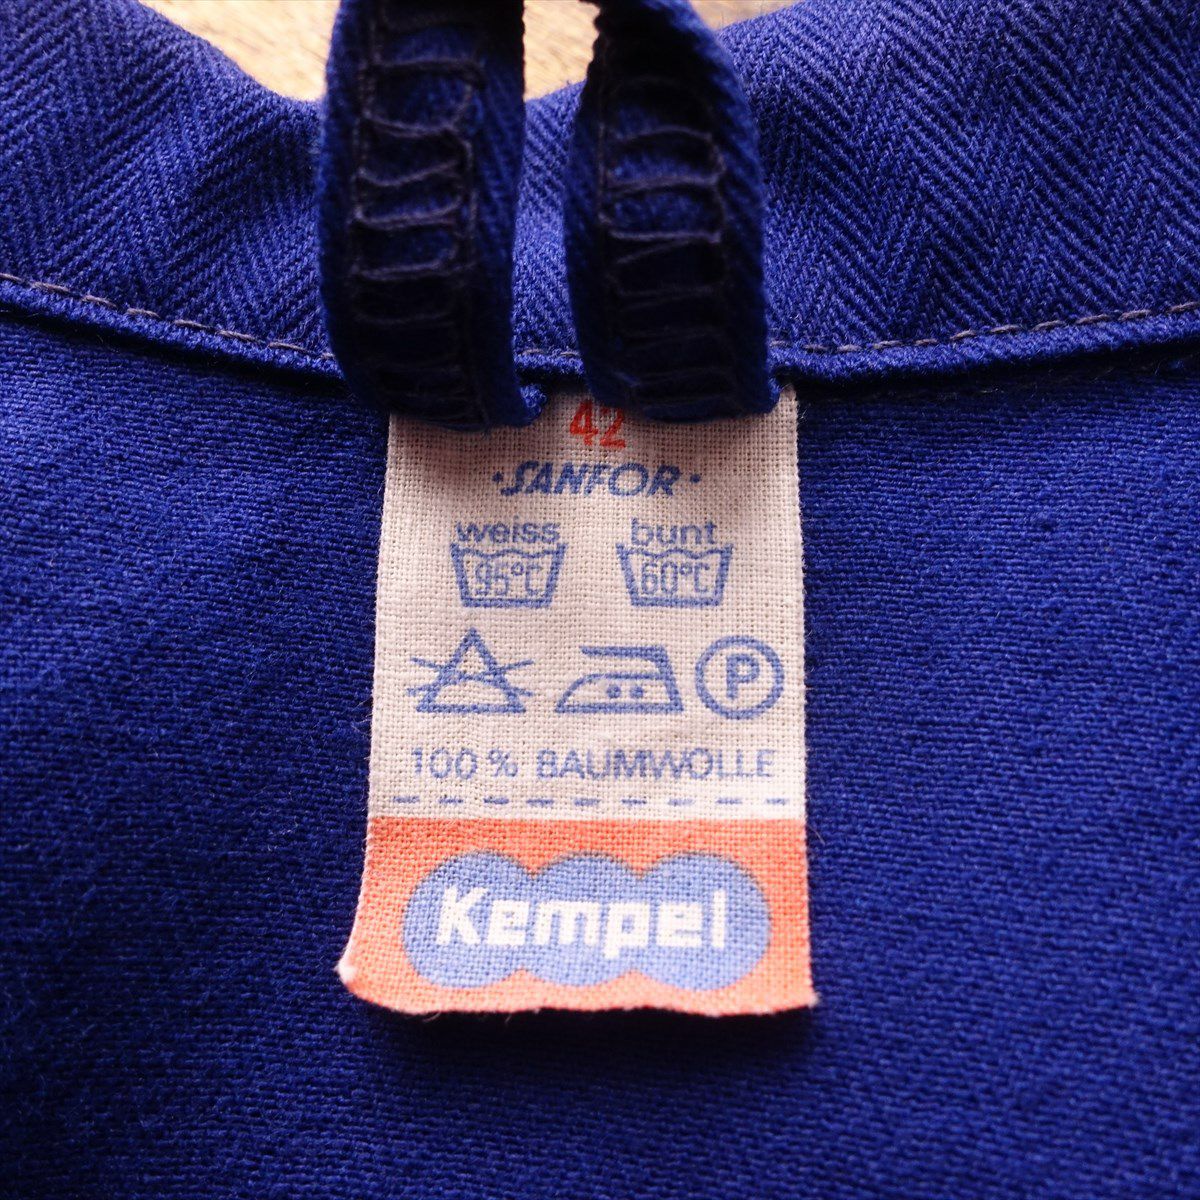 42
·SANFOR·
weiss bunt
95°C 60°C
P
100% BAUMWOLLE
Kempel